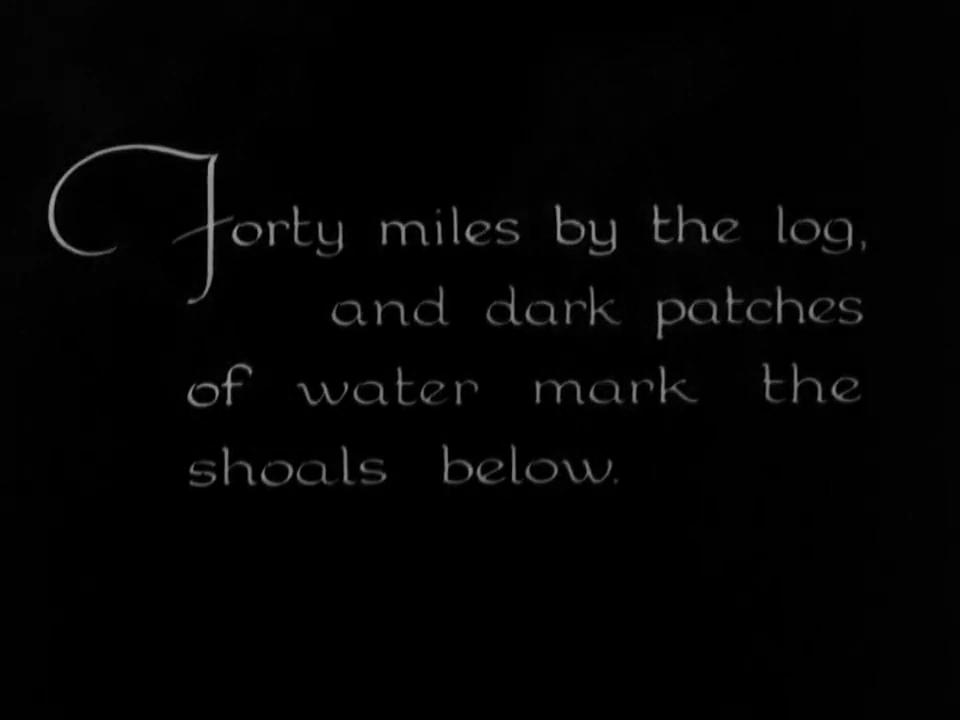 Forty miles by the log,
and dark patches
of water mark the
shoals below.